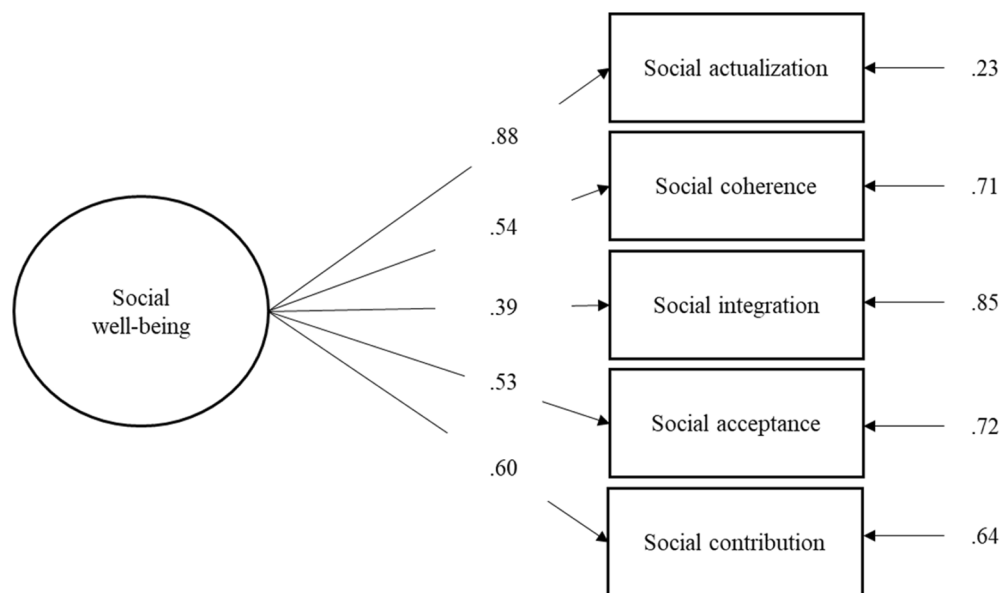 Social actualization
.23
.88
Social coherence
.71
.54
Social
well-being
.39
Social integration
.85
.53
Social acceptance
.72
.60
Social contribution
.64